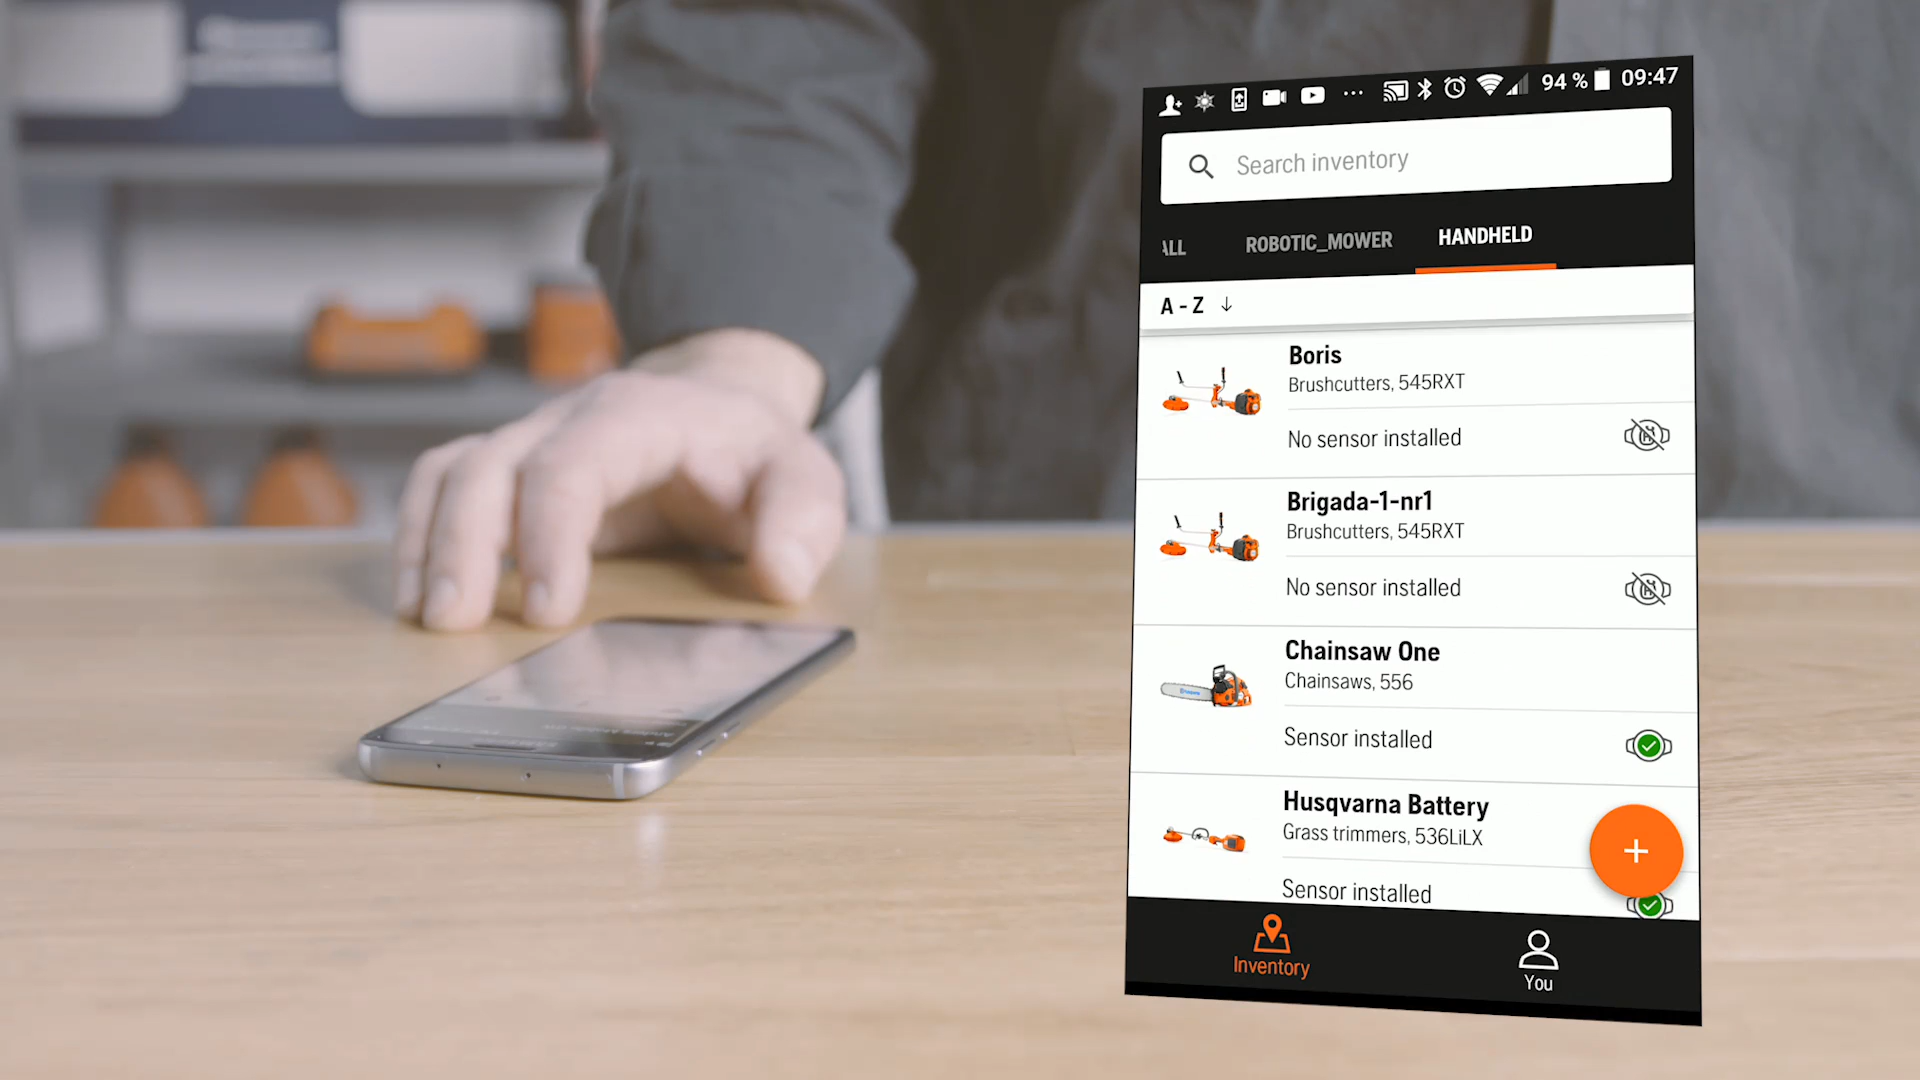 94 % 09:47
Search inventory
ALL ROBOTIC_MOWER HANDHELD
A - Z ↓
Boris
Brushcutters, 545RXT
No sensor installed
Brigada-1-nr1
Brushcutters, 545RXT
No sensor installed
Chainsaw One
Chainsaws, 556
Sensor installed
Husqvarna Battery
Grass trimmers, 536LiLX
Sensor installed
+
Inventory
You